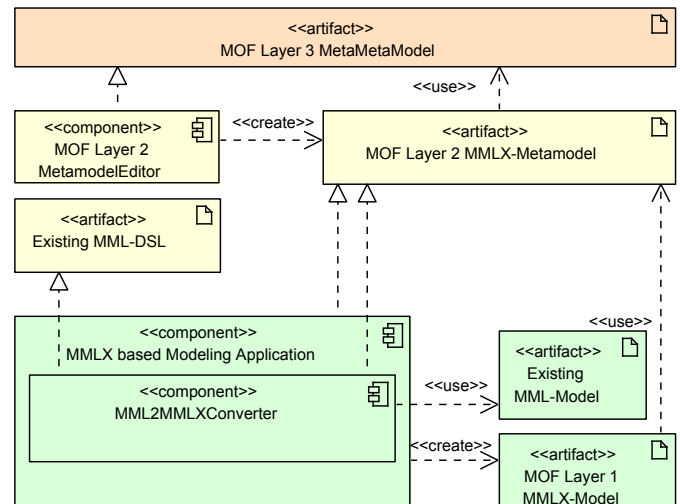 <<artifact>>
MOF Layer 3 MetaMetaModel
<<use>>
<<component>>
MOF Layer 2
MetamodelEditor
<<create>>
<<artifact>>
MOF Layer 2 MMLX-Metamodel
<<artifact>>
Existing MML-DSL
<<use>>
<<component>>
MMLX based Modeling Application
<<component>>
MML2MMLXConverter
<<use>>
<<artifact>>
Existing
MML-Model
<<create>>
<<artifact>>
MOF Layer 1
MMLX-Model